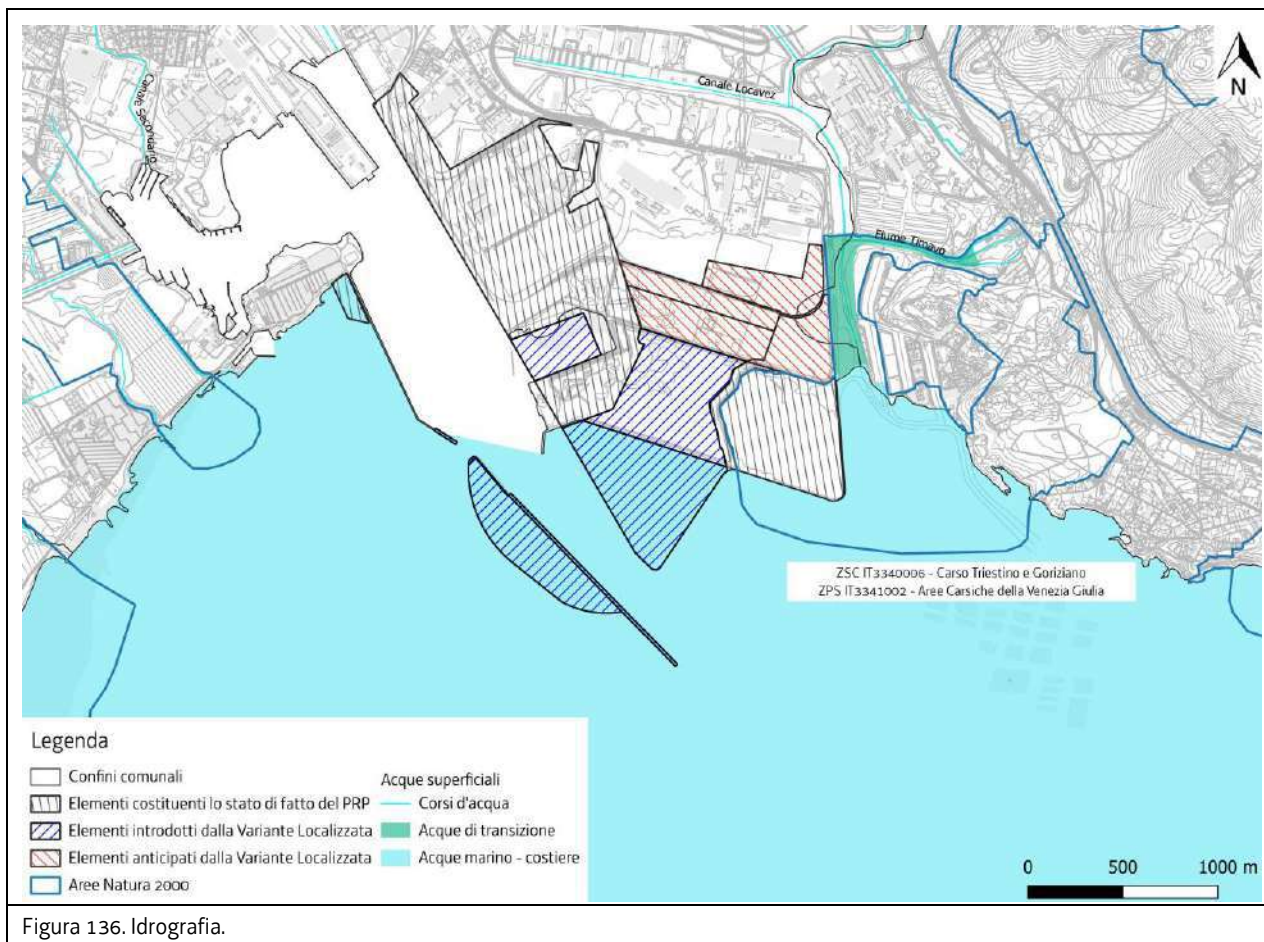 Canale secondario
Canale Locavez
N
Fiume Timavo
ZSC IT3340006 - Carso Triestino e Goriziano
ZPS IT3341002 - Aree Carsiche della Venezia Giulia
Legenda
Confini comunali
Elementi costituenti lo stato di fatto del PRP
Elementi introdotti dalla Variante Localizzata
Elementi anticipati dalla Variante Localizzata
Aree Natura 2000
Acque superficiali
Corsi d'acqua
Acque di transizione
Acque marino - costiere
0 500 1000 m
Figura 136. Idrografia.